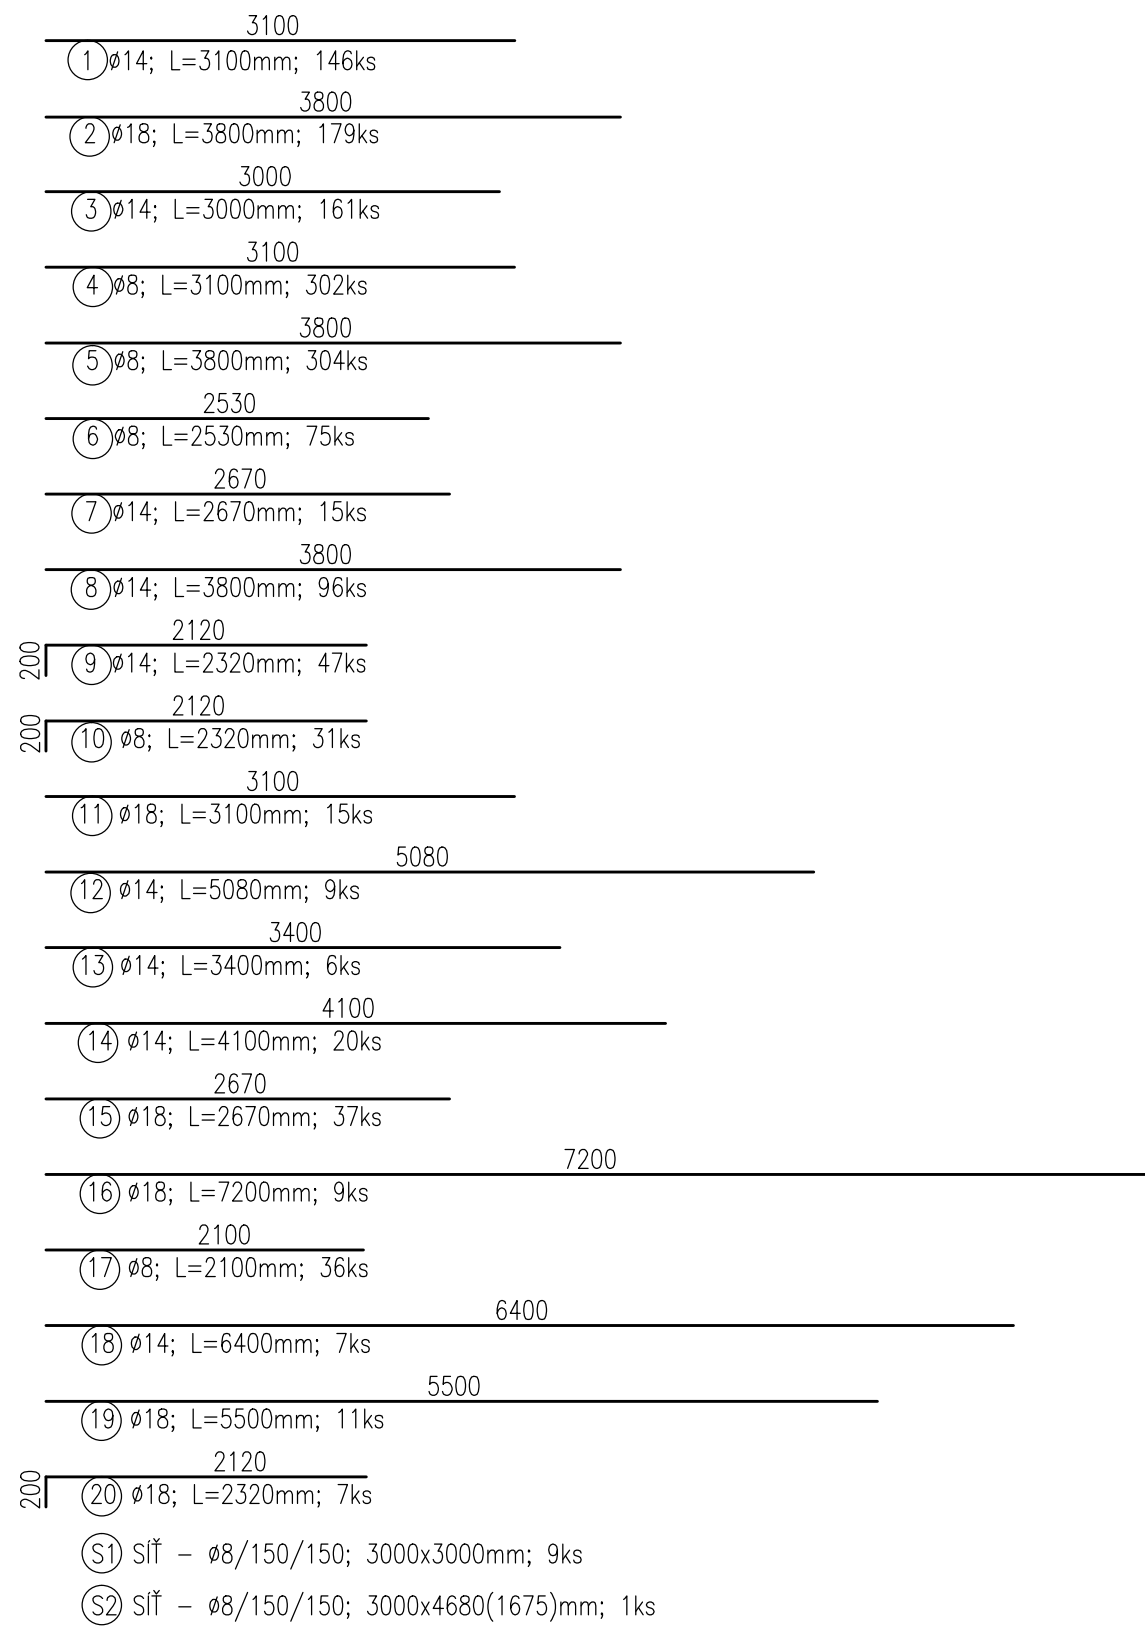 3100
1 ø14; L=3100mm; 146ks
3800
2 ø18; L=3800mm; 179ks
3000
3 ø14; L=3000mm; 161ks
3100
4 ø8; L=3100mm; 302ks
3800
5 ø8; L=3800mm; 304ks
2530
6 ø8; L=2530mm; 75ks
2670
7 ø14; L=2670mm; 15ks
3800
8 ø14; L=3800mm; 96ks
2120
200
9 ø14; L=2320mm; 47ks
2120
200
10 ø8; L=2320mm; 31ks
3100
11 ø18; L=3100mm; 15ks
5080
12 ø14; L=5080mm; 9ks
3400
13 ø14; L=3400mm; 6ks
4100
14 ø14; L=4100mm; 20ks
2670
15 ø18; L=2670mm; 37ks
7200
16 ø18; L=7200mm; 9ks
2100
17 ø8; L=2100mm; 36ks
6400
18 ø14; L=6400mm; 7ks
5500
19 ø18; L=5500mm; 11ks
2120
200
20 ø18; L=2320mm; 7ks
S1 SÍŤ – ø8/150/150; 3000x3000mm; 9ks
S2 SÍŤ – ø8/150/150; 3000x4680(1675)mm; 1ks